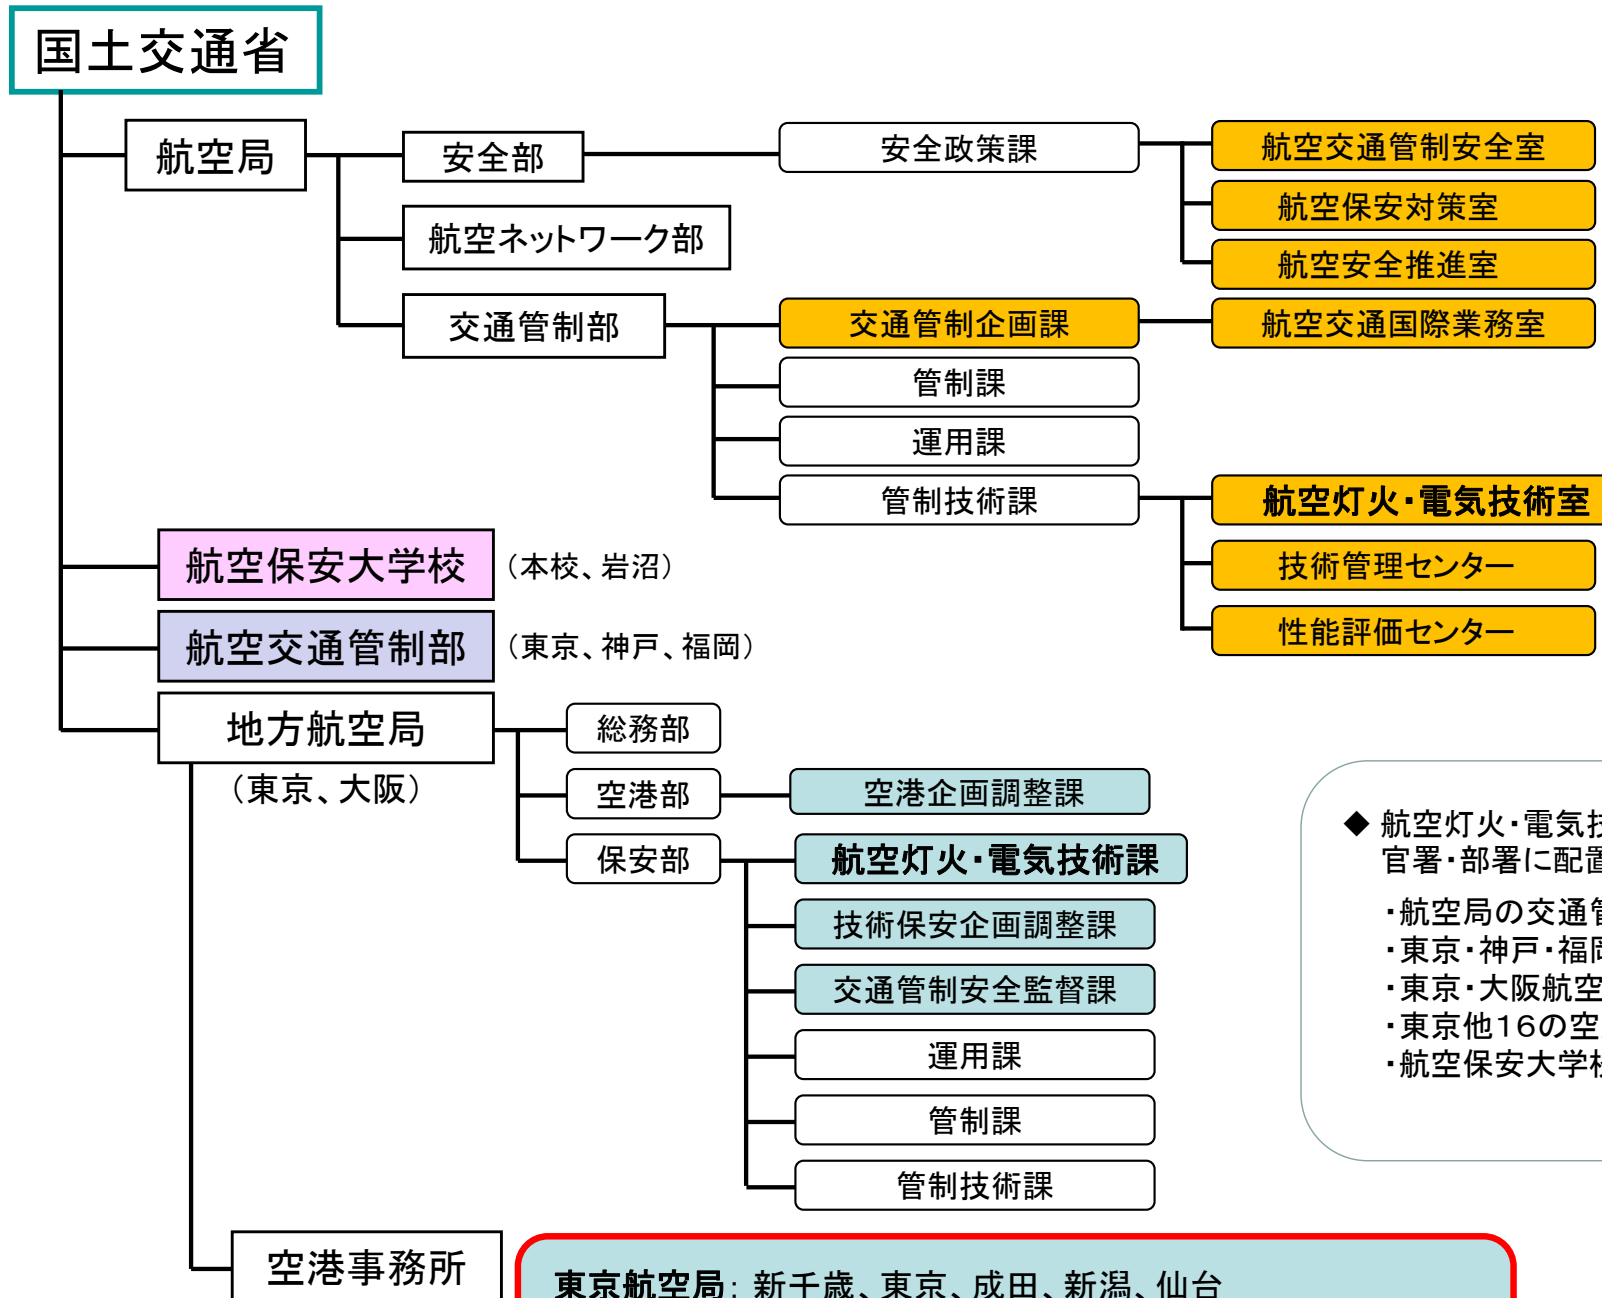 国土交通省
航空局
安全部
安全政策課
航空交通管制安全室
航空保安対策室
航空安全推進室
航空ネットワーク部
交通管制部
交通管制企画課
航空交通国際業務室
管制課
運用課
管制技術課
航空灯火・電気技術室
技術管理センター
性能評価センター
航空保安大学校
（本校、岩沼）
航空交通管制部
（東京、神戸、福岡）
地方航空局
（東京、大阪）
総務部
空港部
空港企画調整課
保安部
航空灯火・電気技術課
技術保安企画調整課
交通管制安全監督課
運用課
管制課
管制技術課
◆ 航空灯火・電気技
官署・部署に配置
・航空局の交通管
・東京・神戸・福岡
・東京・大阪航空
・東京他１６の空
・航空保安大学校
空港事務所
東京航空局： 新千歳、東京、成田、新潟、仙台